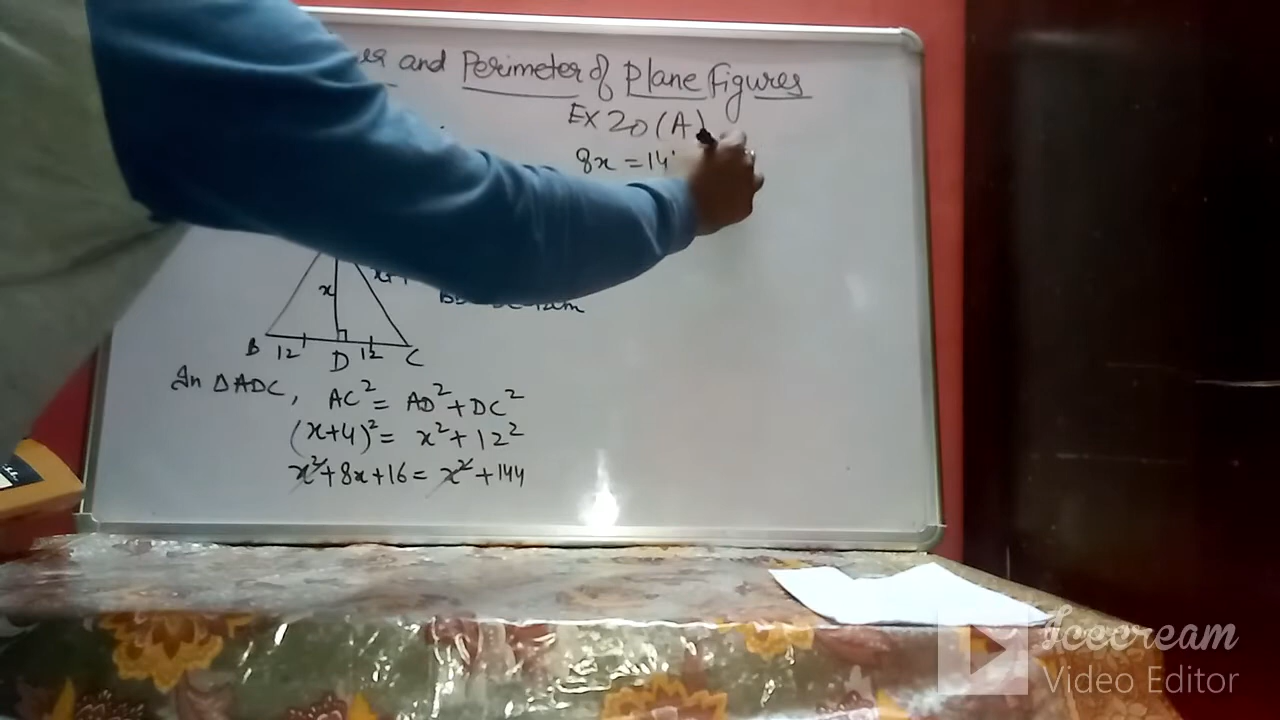 and Perimeter of Plane Figures
EX 20 (A)
8x = 14
x
B 12 D 12 C
In ΔADC, AC² = AD² + DC²
(x+4)² = x² + 12²
x² + 8x + 16 = x² + 144
Icecream
Video Editor